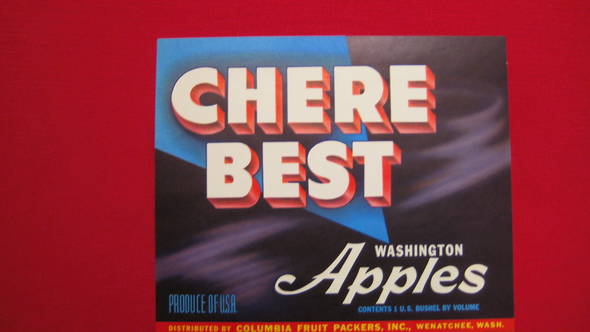 CHERE
BEST
WASHINGTON
Apples
PRODUCE OF U.S.A.
CONTENTS 1 U.S. BUSHEL BY VOLUME
DISTRIBUTED BY COLUMBIA FRUIT PACKERS, INC., WENATCHEE, WASH.